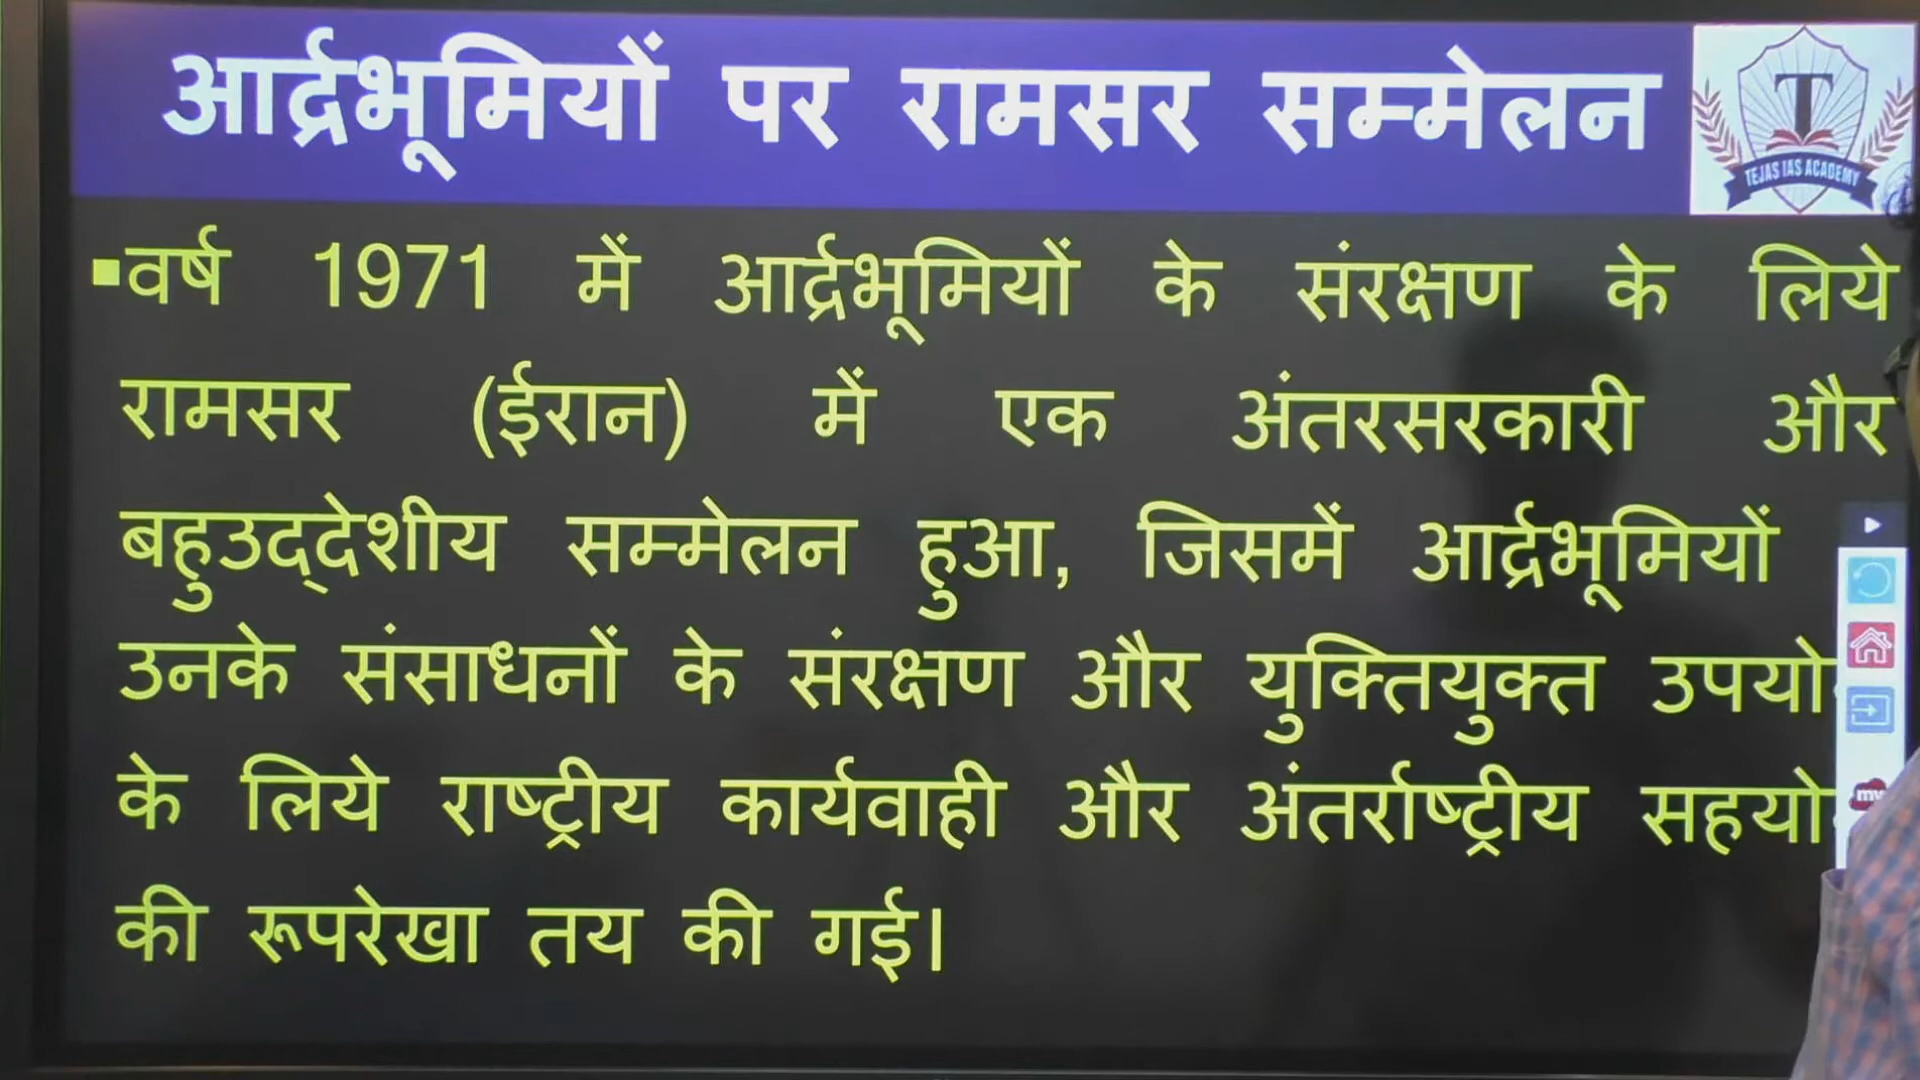 आर्द्रभूमियों पर रामसर सम्मेलन
T
TEJAS IAS ACADEMY
▪वर्ष 1971 में आर्द्रभूमियों के संरक्षण के लिये
रामसर (ईरान) में एक अंतरसरकारी और
बहुउद्देशीय सम्मेलन हुआ, जिसमें आर्द्रभूमियों
उनके संसाधनों के संरक्षण और युक्तियुक्त
के लिये राष्ट्रीय कार्यवाही और अंतर्राष्ट्रीय
की रूपरेखा तय की गई।